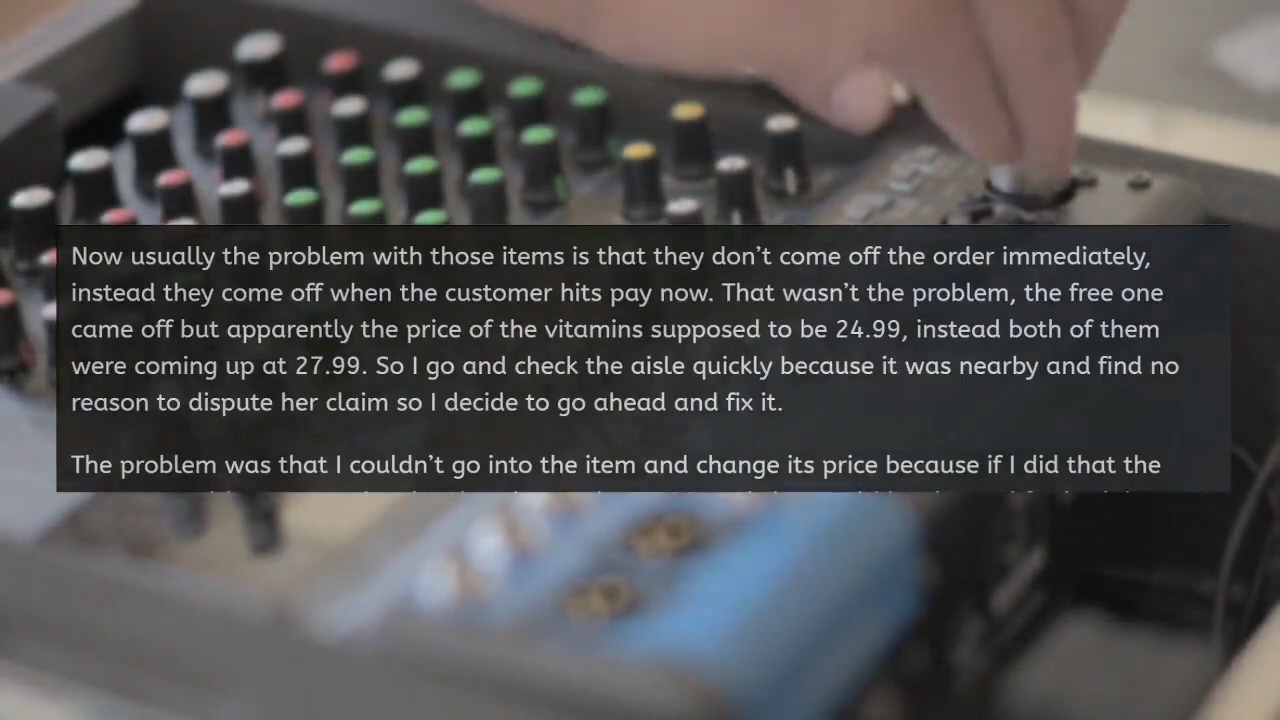 Now usually the problem with those items is that they don’t come off the order immediately,
instead they come off when the customer hits pay now. That wasn’t the problem, the free one
came off but apparently the price of the vitamins supposed to be 24.99, instead both of them
were coming up at 27.99. So I go and check the aisle quickly because it was nearby and find no
reason to dispute her claim so I decide to go ahead and fix it.
The problem was that I couldn’t go into the item and change its price because if I did that the